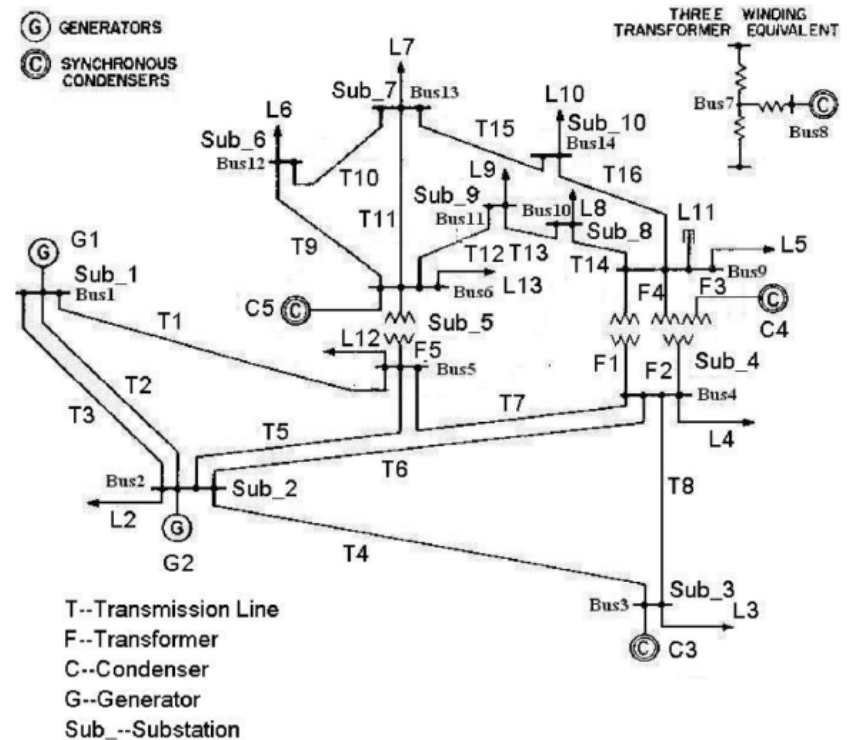 G GENERATORS
C SYNCHRONOUS
CONDENSERS
THREE WINDING
TRANSFORMER EQUIVALENT
Bus7
C
Bus8
L7
Sub_7
Bus13
L6
Sub_6
Bus12
T10
T15
L10
Sub_10
Bus14
T16
T11
L9
Sub_9
Bus11
Bus10
L8
Sub_8
L11
L5
Bus9
T9
T12
T13
T14
G1
G
Sub_1
Bus1
C5
C
Bus6
L13
F4
F3
C
C4
T1
Sub_5
L12
F5
Bus5
F1
F2
Sub_4
Bus4
T2
T3
T5
T7
T6
L4
Bus2
Sub_2
L2
G
G2
T8
T4
Bus3
Sub_3
L3
C
C3
T--Transmission Line
F--Transformer
C--Condenser
G--Generator
Sub_--Substation